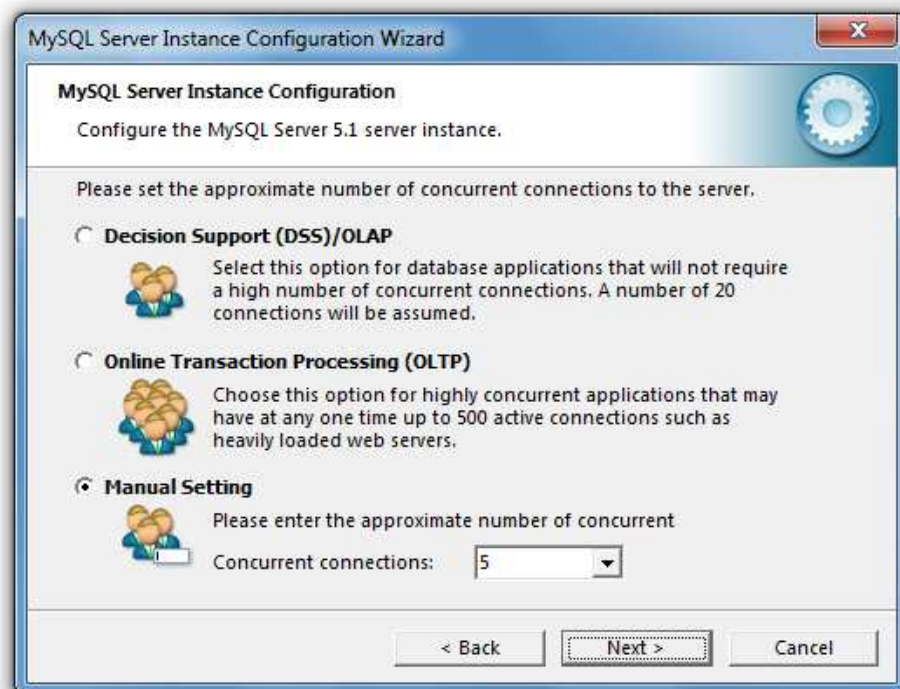 MySQL Server Instance Configuration Wizard
MySQL Server Instance Configuration
Configure the MySQL Server 5.1 server instance.
Please set the approximate number of concurrent connections to the server.
Decision Support (DSS)/OLAP
Select this option for database applications that will not require
a high number of concurrent connections. A number of 20
connections will be assumed.
Online Transaction Processing (OLTP)
Choose this option for highly concurrent applications that may
have at any one time up to 500 active connections such as
heavily loaded web servers.
Manual Setting
Please enter the approximate number of concurrent
Concurrent connections: 5
< Back Next > Cancel